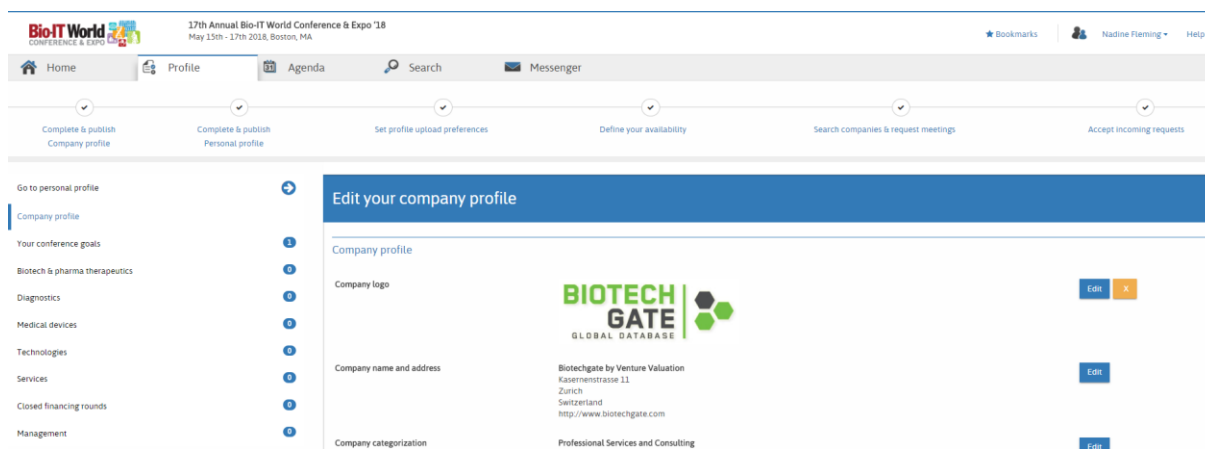 Bio-IT World
CONFERENCE & EXPO
17th Annual Bio-IT World Conference & Expo '18
May 15th - 17th 2018, Boston, MA
Bookmarks
Nadine Fleming
Help
Home
Profile
31
Agenda
Search
Messenger
Complete & publish
Company profile
Complete & publish
Personal profile
Set profile upload preferences
Define your availability
Search companies & request meetings
Accept incoming requests
Go to personal profile
Company profile
Your conference goals 1
Biotech & pharma therapeutics 0
Diagnostics 0
Medical devices 0
Technologies 0
Services 0
Closed financing rounds 0
Management 0
Edit your company profile
Company profile
Company logo
BIOTECH
GATE
GLOBAL DATABASE
Edit X
Company name and address
Biotechgate by Venture Valuation
Kasernenstrasse 11
Zurich
Switzerland
http://www.biotechgate.com
Edit
Company categorization
Professional Services and Consulting
Edit